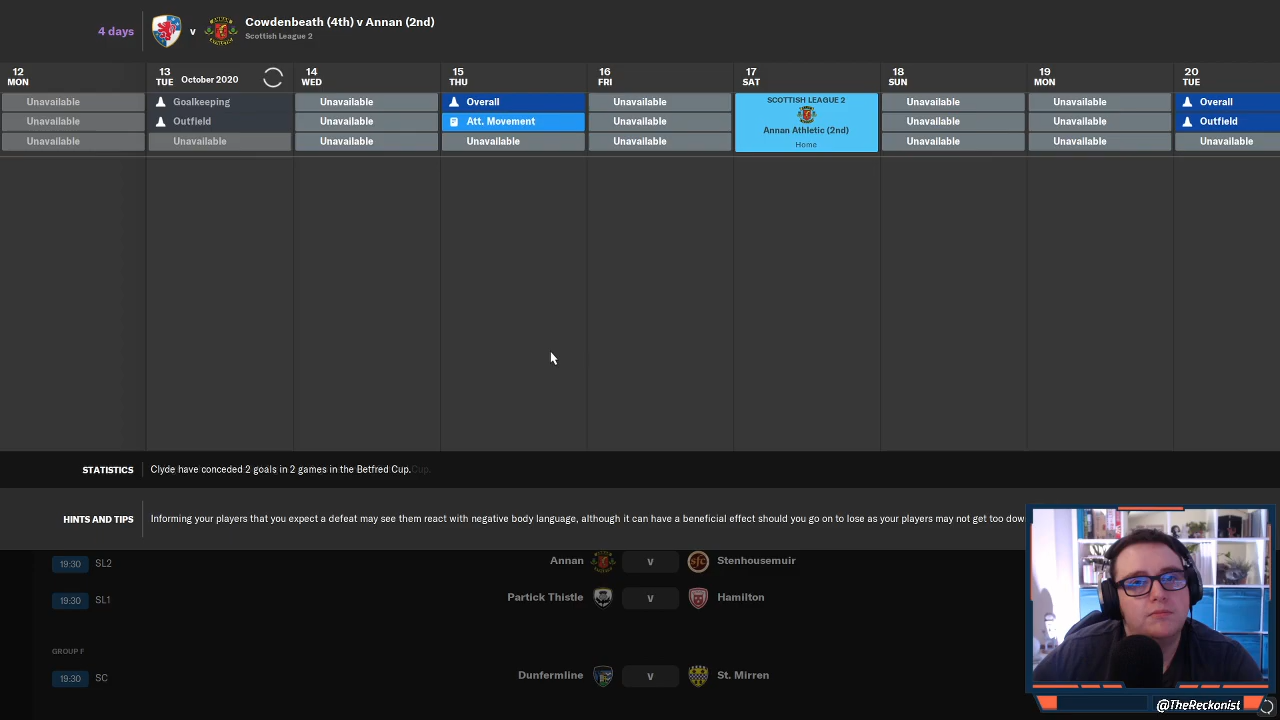 4 days
v
Cowdenbeath (4th) v Annan (2nd)
Scottish League 2
12
MON
13
TUE October 2020
14
WED
15
THU
16
FRI
17
SAT
18
SUN
19
MON
20
TUE
Unavailable Goalkeeping Unavailable Overall Unavailable SCOTTISH LEAGUE 2 Unavailable Unavailable Overall
Unavailable Outfield Unavailable Att. Movement Unavailable Annan Athletic (2nd) Unavailable Unavailable Outfield
Unavailable Unavailable Unavailable Unavailable Unavailable Home Unavailable Unavailable Unavailable
STATISTICS Clyde have conceded 2 goals in 2 games in the Betfred Cup.Cup.
HINTS AND TIPS Informing your players that you expect a defeat may see them react with negative body language, although it can have a beneficial effect should you go on to lose as your players may not get too dow
19:30 SL2 Annan v Stenhousemuir
19:30 SL1 Partick Thistle v Hamilton
GROUP F
19:30 SC Dunfermline v St. Mirren
@TheReckonist